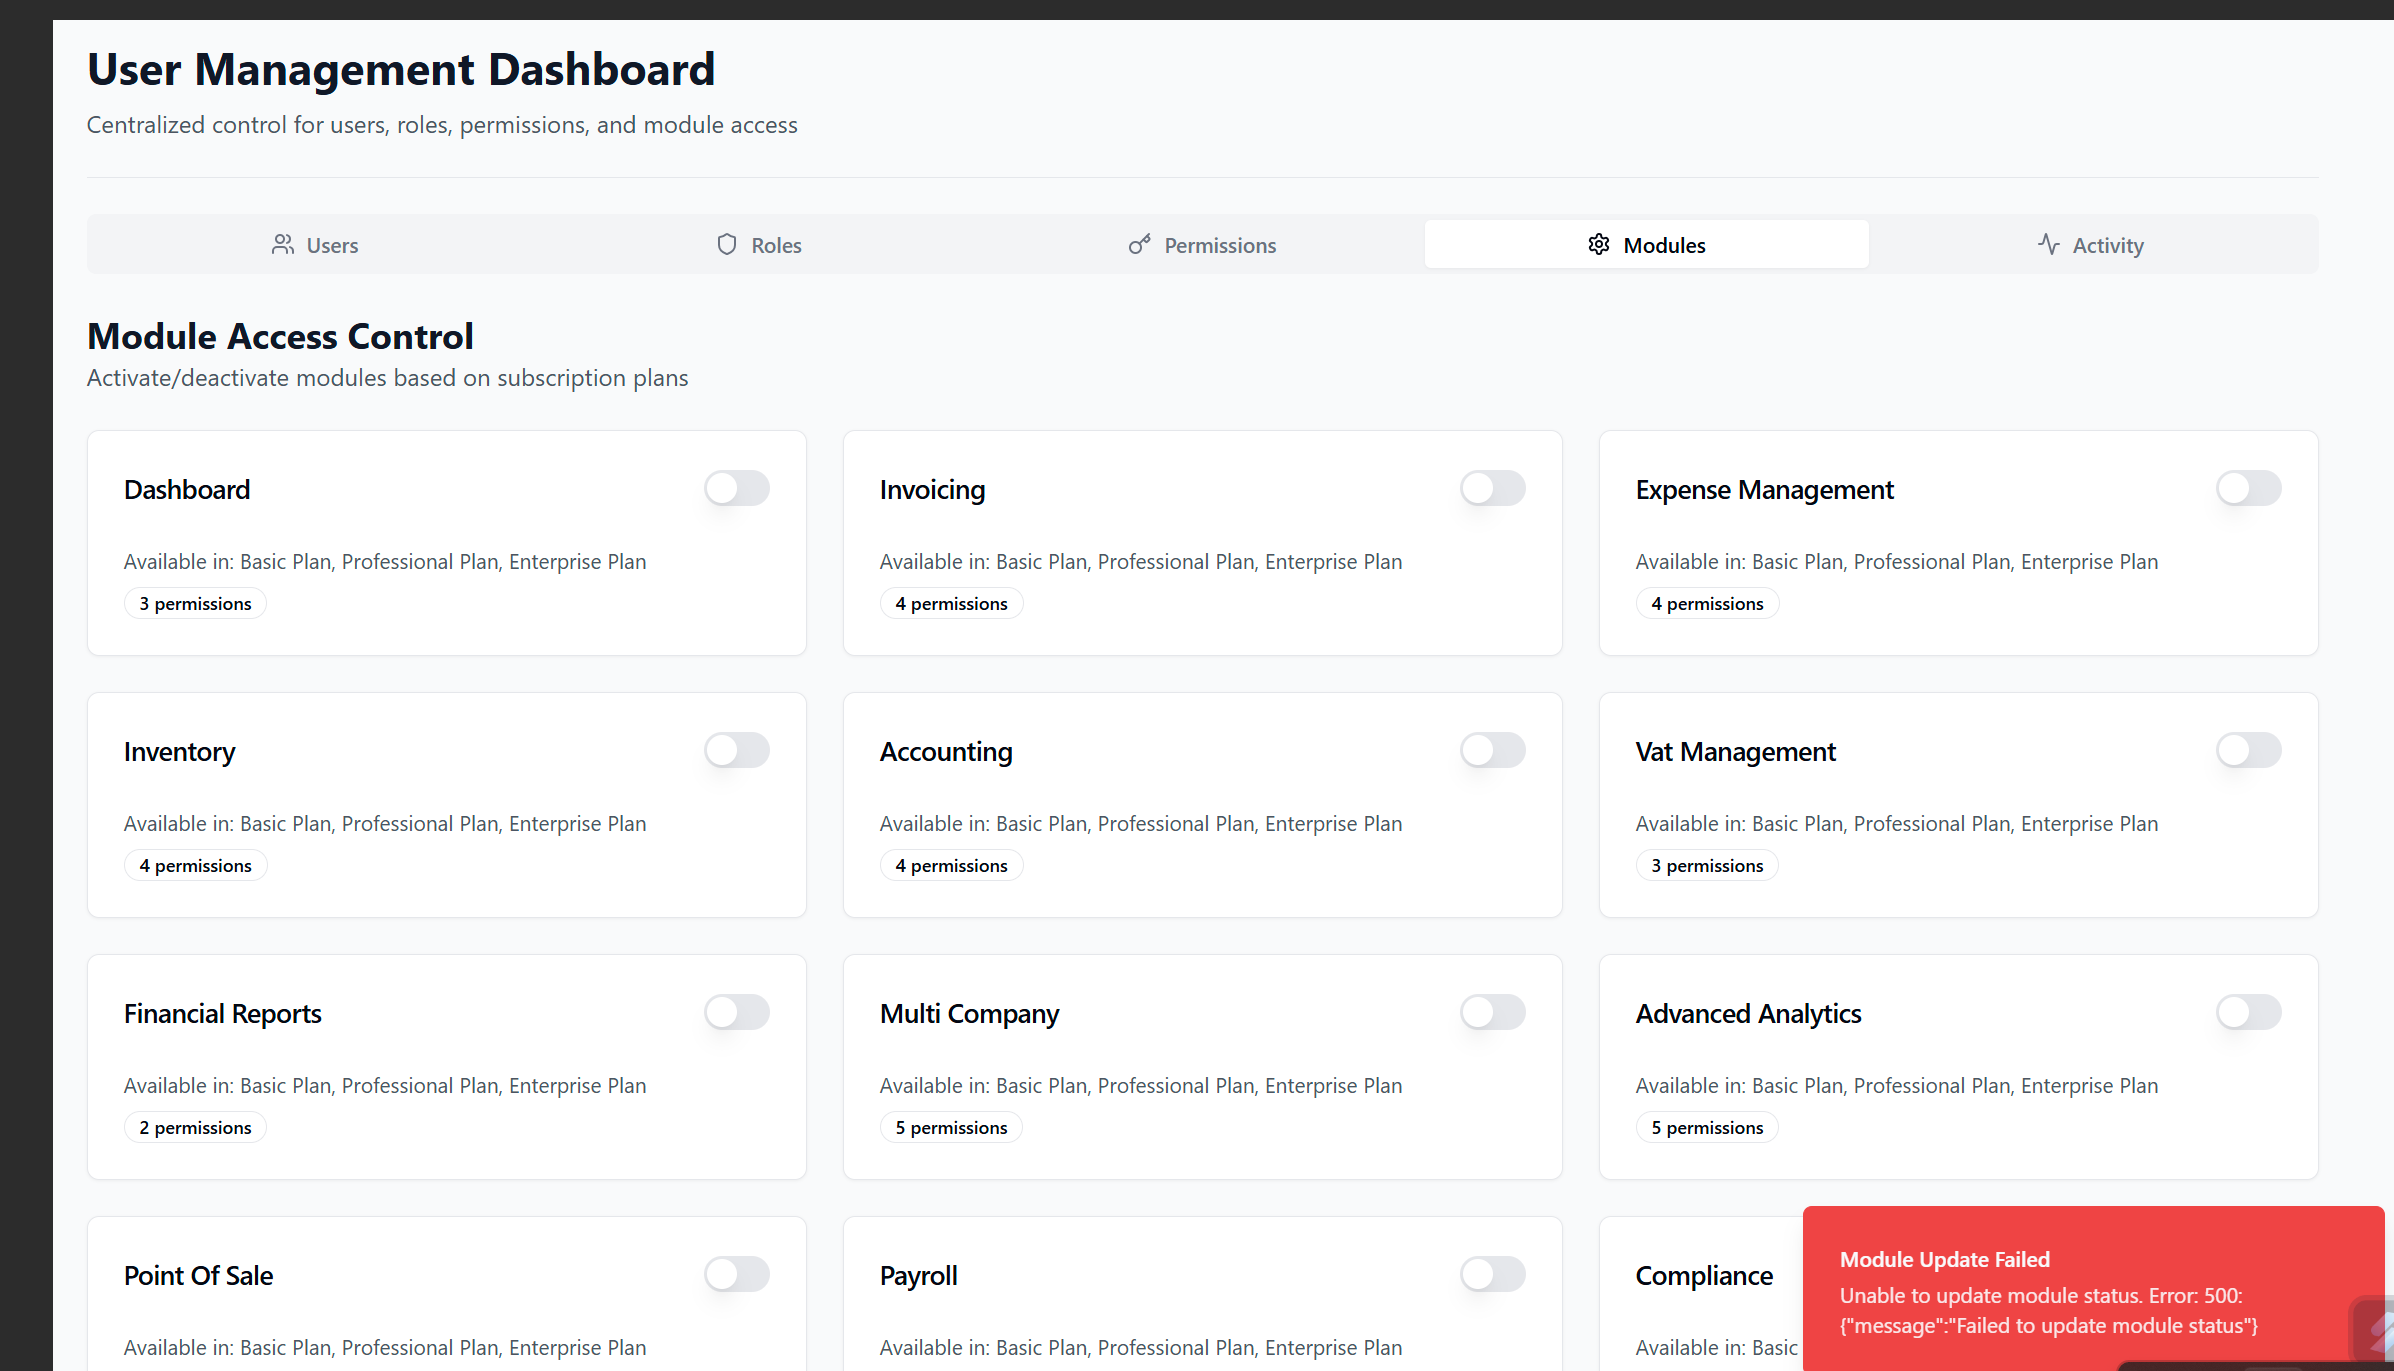 User Management Dashboard
Centralized control for users, roles, permissions, and module access
Users
Roles
Permissions
Modules
Activity
Module Access Control
Activate/deactivate modules based on subscription plans
Dashboard
Available in: Basic Plan, Professional Plan, Enterprise Plan
3 permissions
Invoicing
Available in: Basic Plan, Professional Plan, Enterprise Plan
4 permissions
Expense Management
Available in: Basic Plan, Professional Plan, Enterprise Plan
4 permissions
Inventory
Available in: Basic Plan, Professional Plan, Enterprise Plan
4 permissions
Accounting
Available in: Basic Plan, Professional Plan, Enterprise Plan
4 permissions
Vat Management
Available in: Basic Plan, Professional Plan, Enterprise Plan
3 permissions
Financial Reports
Available in: Basic Plan, Professional Plan, Enterprise Plan
2 permissions
Multi Company
Available in: Basic Plan, Professional Plan, Enterprise Plan
5 permissions
Advanced Analytics
Available in: Basic Plan, Professional Plan, Enterprise Plan
5 permissions
Point Of Sale
Available in: Basic Plan, Professional Plan, Enterprise Plan
Payroll
Available in: Basic Plan, Professional Plan, Enterprise Plan
Compliance
Available in: Basic
Module Update Failed
Unable to update module status. Error: 500:
{"message":"Failed to update module status"}